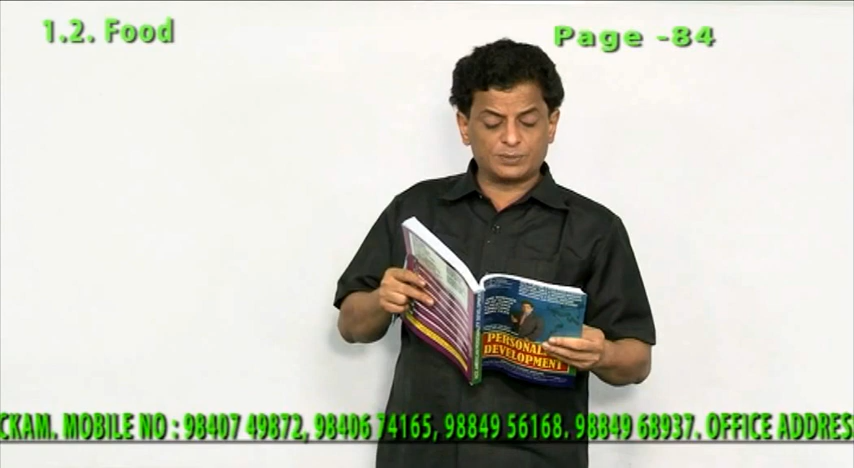 1.2. Food
Page -84
PERSONALITY
DEVELOPMENT
CKAM. MOBILE NO : 98407 49872, 98406 74165, 98849 56168. 98849 68937. OFFICE ADDRES